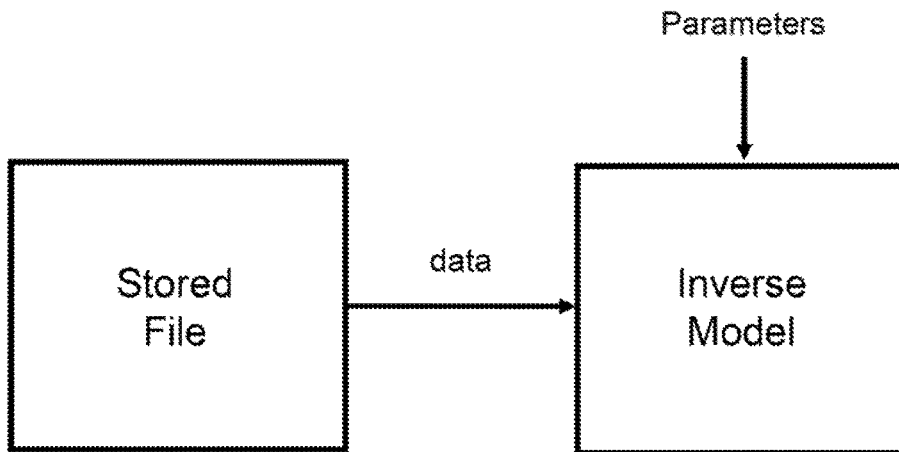 Parameters
Stored
File
data
Inverse
Model